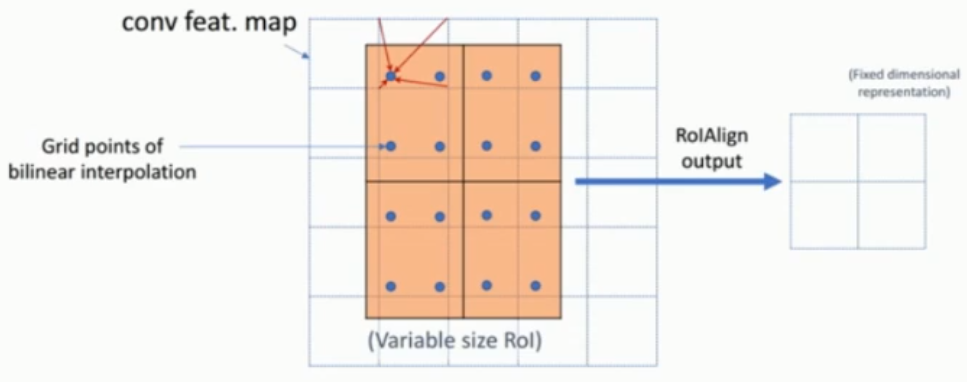 conv feat. map
(Fixed dimensional
representation)
RoIAlign
output
Grid points of
bilinear interpolation
(Variable size RoI)